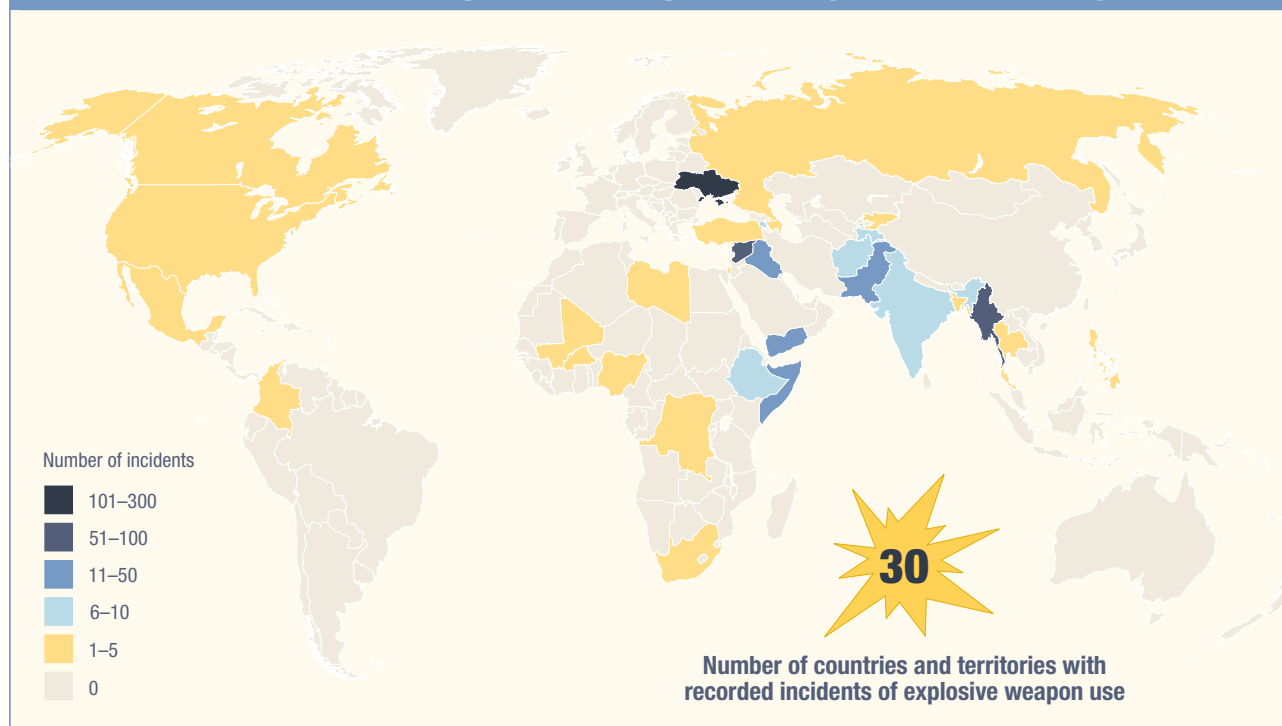 Number of incidents
101–300
51–100
11–50
6–10
1–5
0
30
Number of countries and territories with
recorded incidents of explosive weapon use